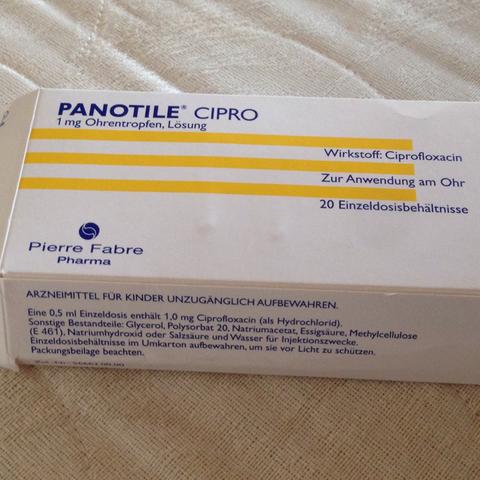 PANOTILE® CIPRO
1 mg Ohrentropfen, Lösung
Wirkstoff: Ciprofloxacin
Zur Anwendung am Ohr
20 Einzeldosisbehältnisse
Pierre Fabre
Pharma
ARZNEIMITTEL FÜR KINDER UNZUGÄNGLICH AUFBEWAHREN.
Eine 0,5 ml Einzeldosis enthält 1,0 mg Ciprofloxacin (als Hydrochlorid).
Sonstige Bestandteile: Glycerol, Polysorbat 20, Natriumacetat, Essigsäure, Methylcellulose
(E 461), Natriumhydroxid oder Salzsäure und Wasser für Injektionszwecke.
Einzeldosisbehältnisse im Umkarton aufbewahren, um sie vor Licht zu schützen.
Packungsbeilage beachten.